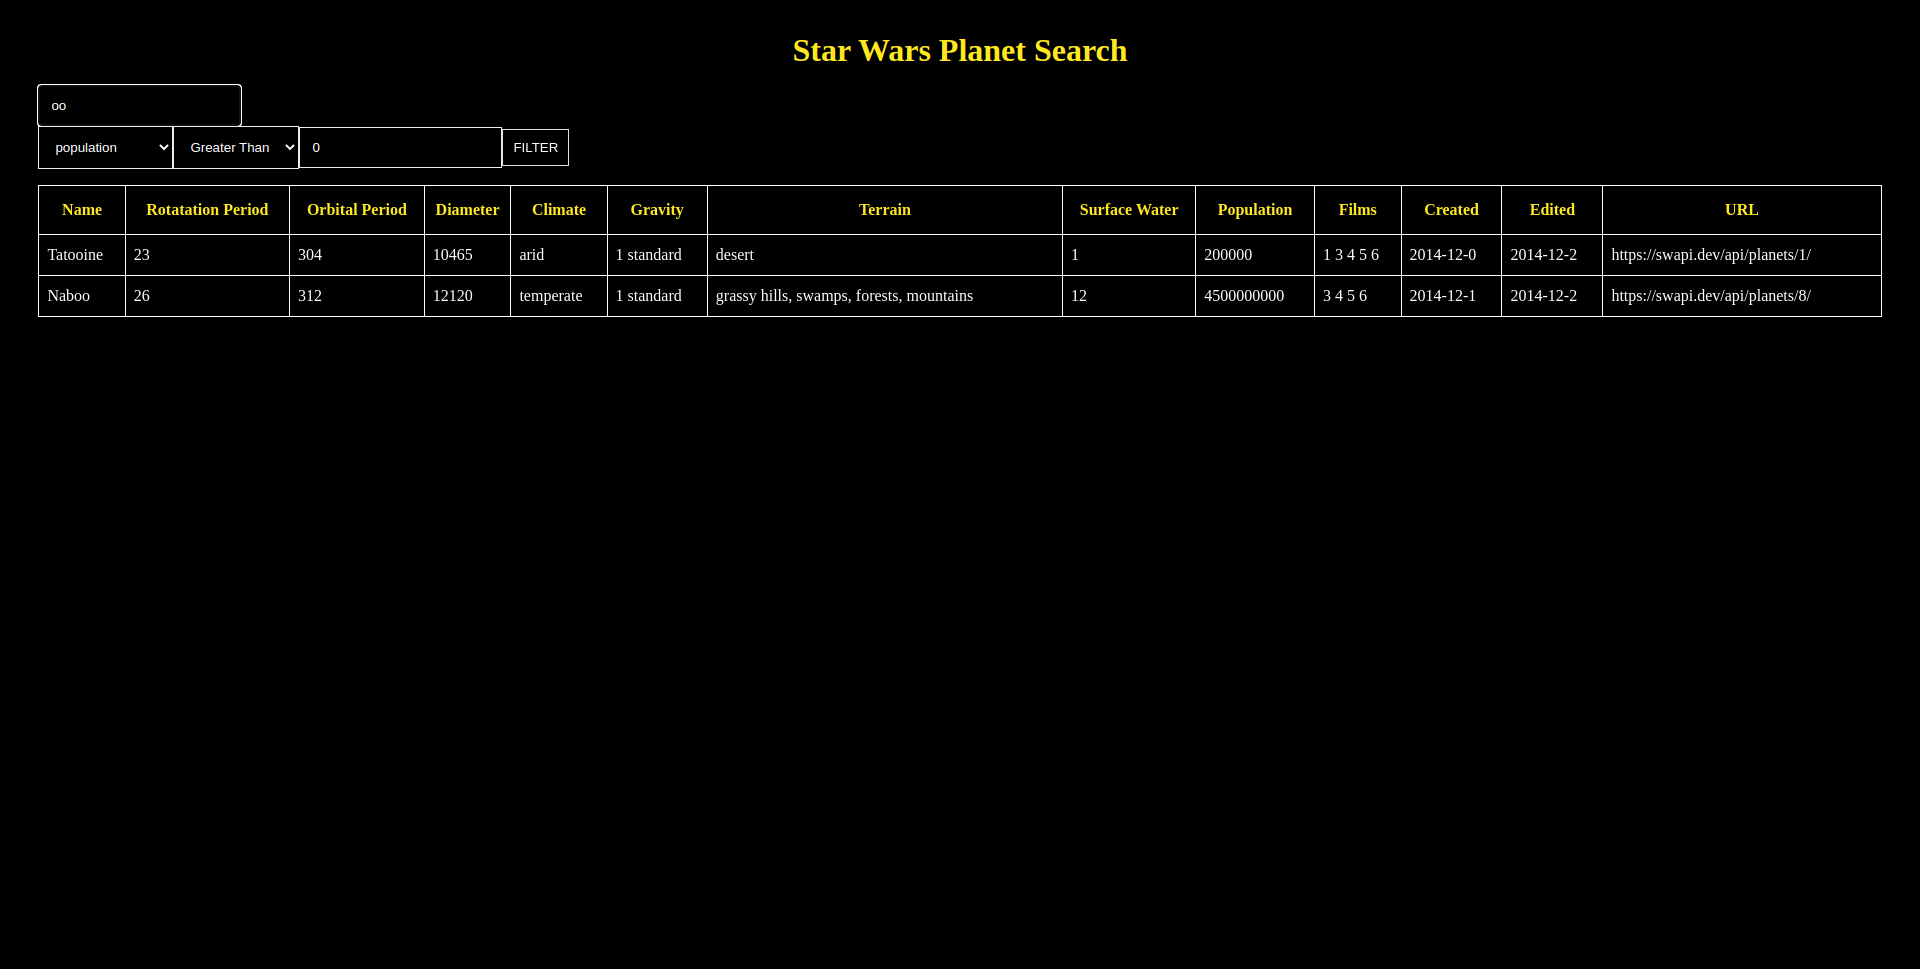 Star Wars Planet Search
oo
population Greater Than 0 FILTER
Name Rotatation Period Orbital Period Diameter Climate Gravity Terrain Surface Water Population Films Created Edited URL
Tatooine 23 304 10465 arid 1 standard desert 1 200000 1 3 4 5 6 2014-12-0 2014-12-2 https://swapi.dev/api/planets/1/
Naboo 26 312 12120 temperate 1 standard grassy hills, swamps, forests, mountains 12 4500000000 3 4 5 6 2014-12-1 2014-12-2 https://swapi.dev/api/planets/8/